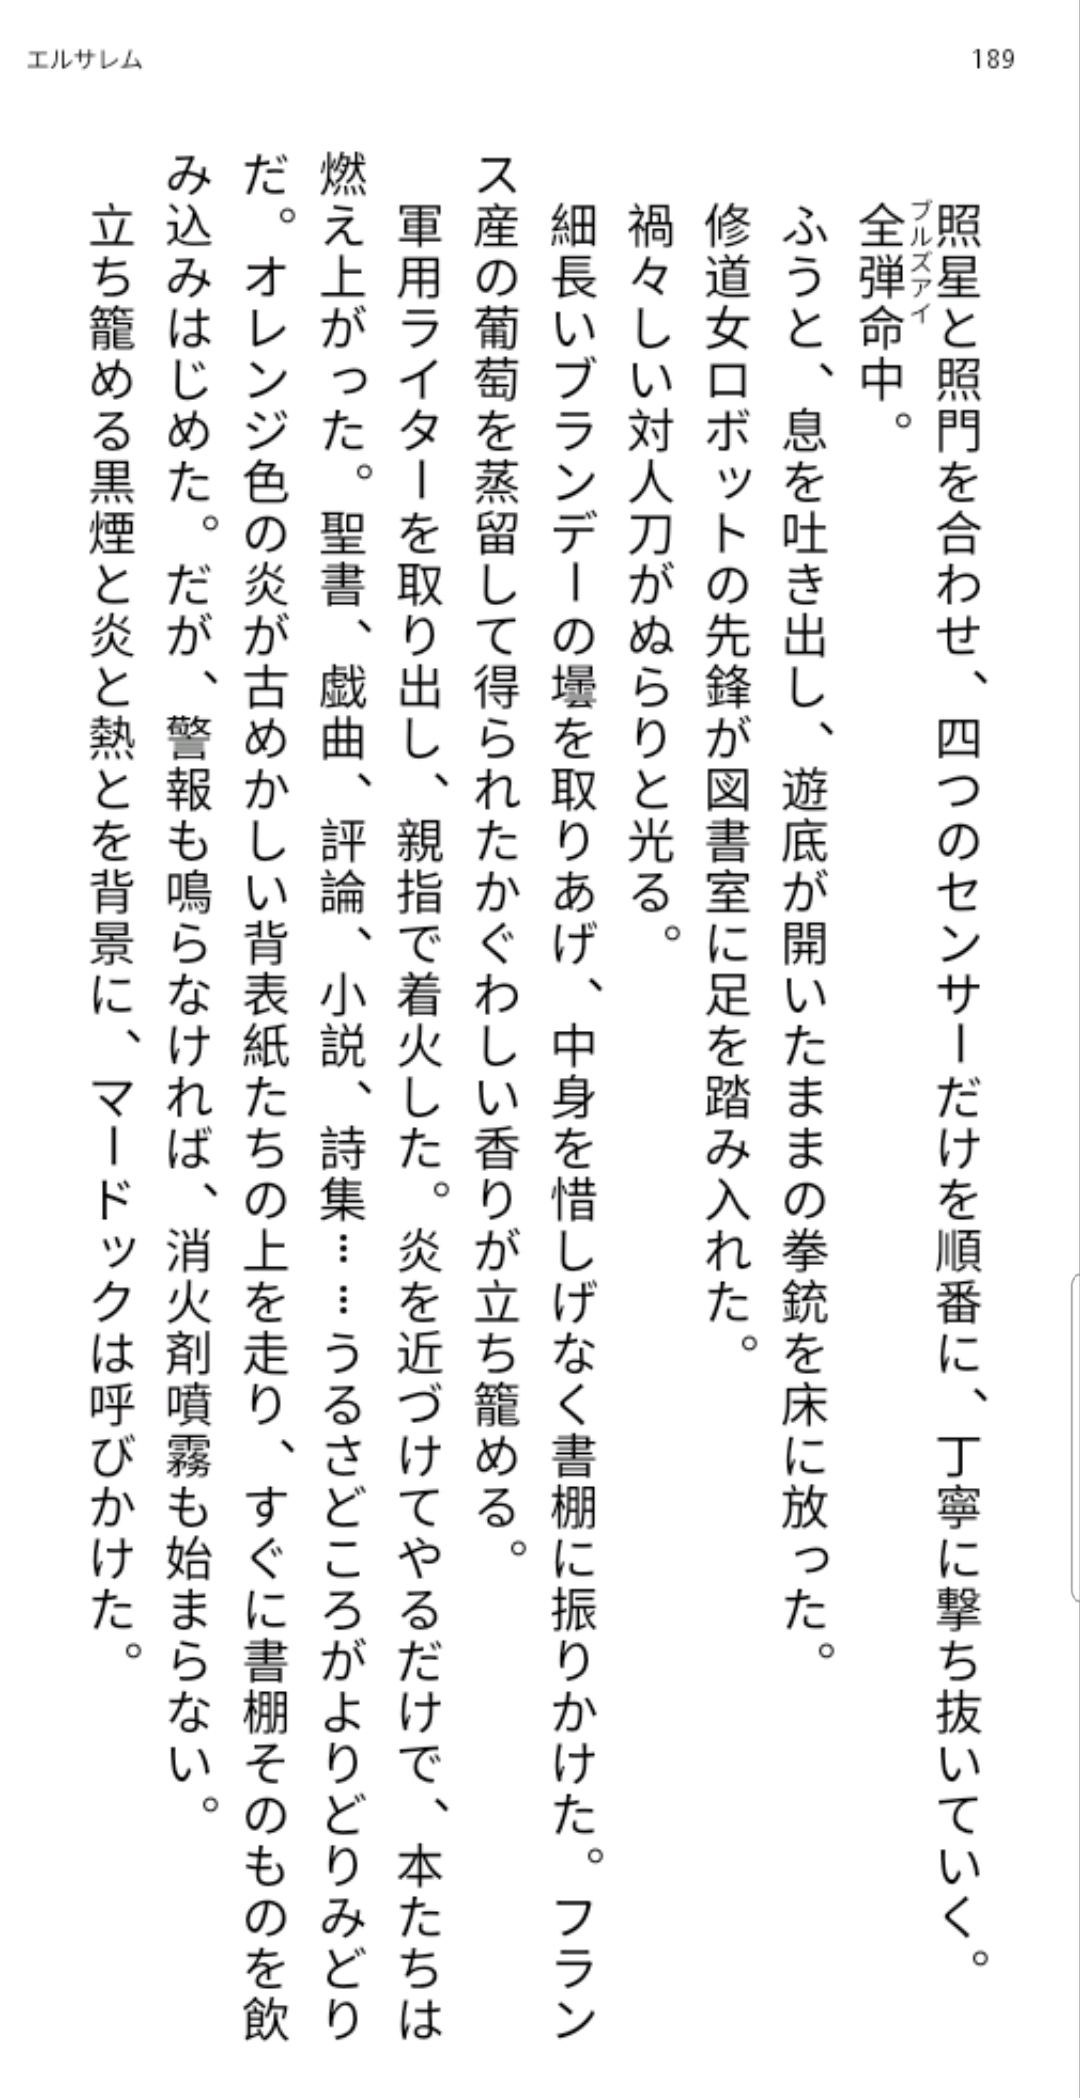 エルサレム
189
照星と照門を合わせ、四つのセンサーだけを順番に、丁寧に撃ち抜いていく。
ブルズアイ
全弾命中。
ふうと、息を吐き出し、遊底が開いたままの拳銃を床に放った。
修道女ロボットの先鋒が図書室に足を踏み入れた。
禍々しい対人刀がぬらりと光る。
細長いブランデーの壜を取りあげ、中身を惜しげなく書棚に振りかけた。フラン
ス産の葡萄を蒸留して得られたかぐわしい香りが立ち籠める。
軍用ライターを取り出し、親指で着火した。炎を近づけてやるだけで、本たちは
燃え上がった。聖書、戯曲、評論、小説、詩集……うるさどころがよりどりみどり
だ。オレンジ色の炎が古めかしい背表紙たちの上を走り、すぐに書棚そのものを飲
み込みはじめた。だが、警報も鳴らなければ、消火剤噴霧も始まらない。
立ち籠める黒煙と炎と熱とを背景に、マードックは呼びかけた。